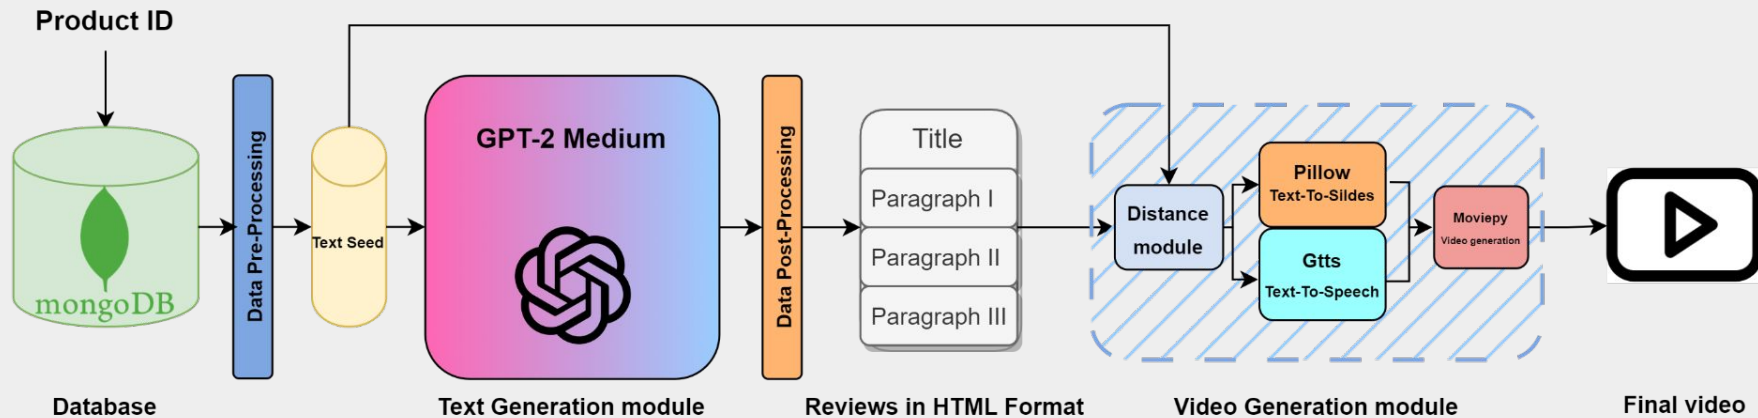 Product ID
mongoDB
Database
Data Pre-Processing
Text Seed
GPT-2 Medium
Text Generation module
Data Post-Processing
Title
Paragraph I
Paragraph II
Paragraph III
Reviews in HTML Format
Distance
module
Pillow
Text-To-Sildes
Gtts
Text-To-Speech
Moviepy
Video generation
Video Generation module
Final video